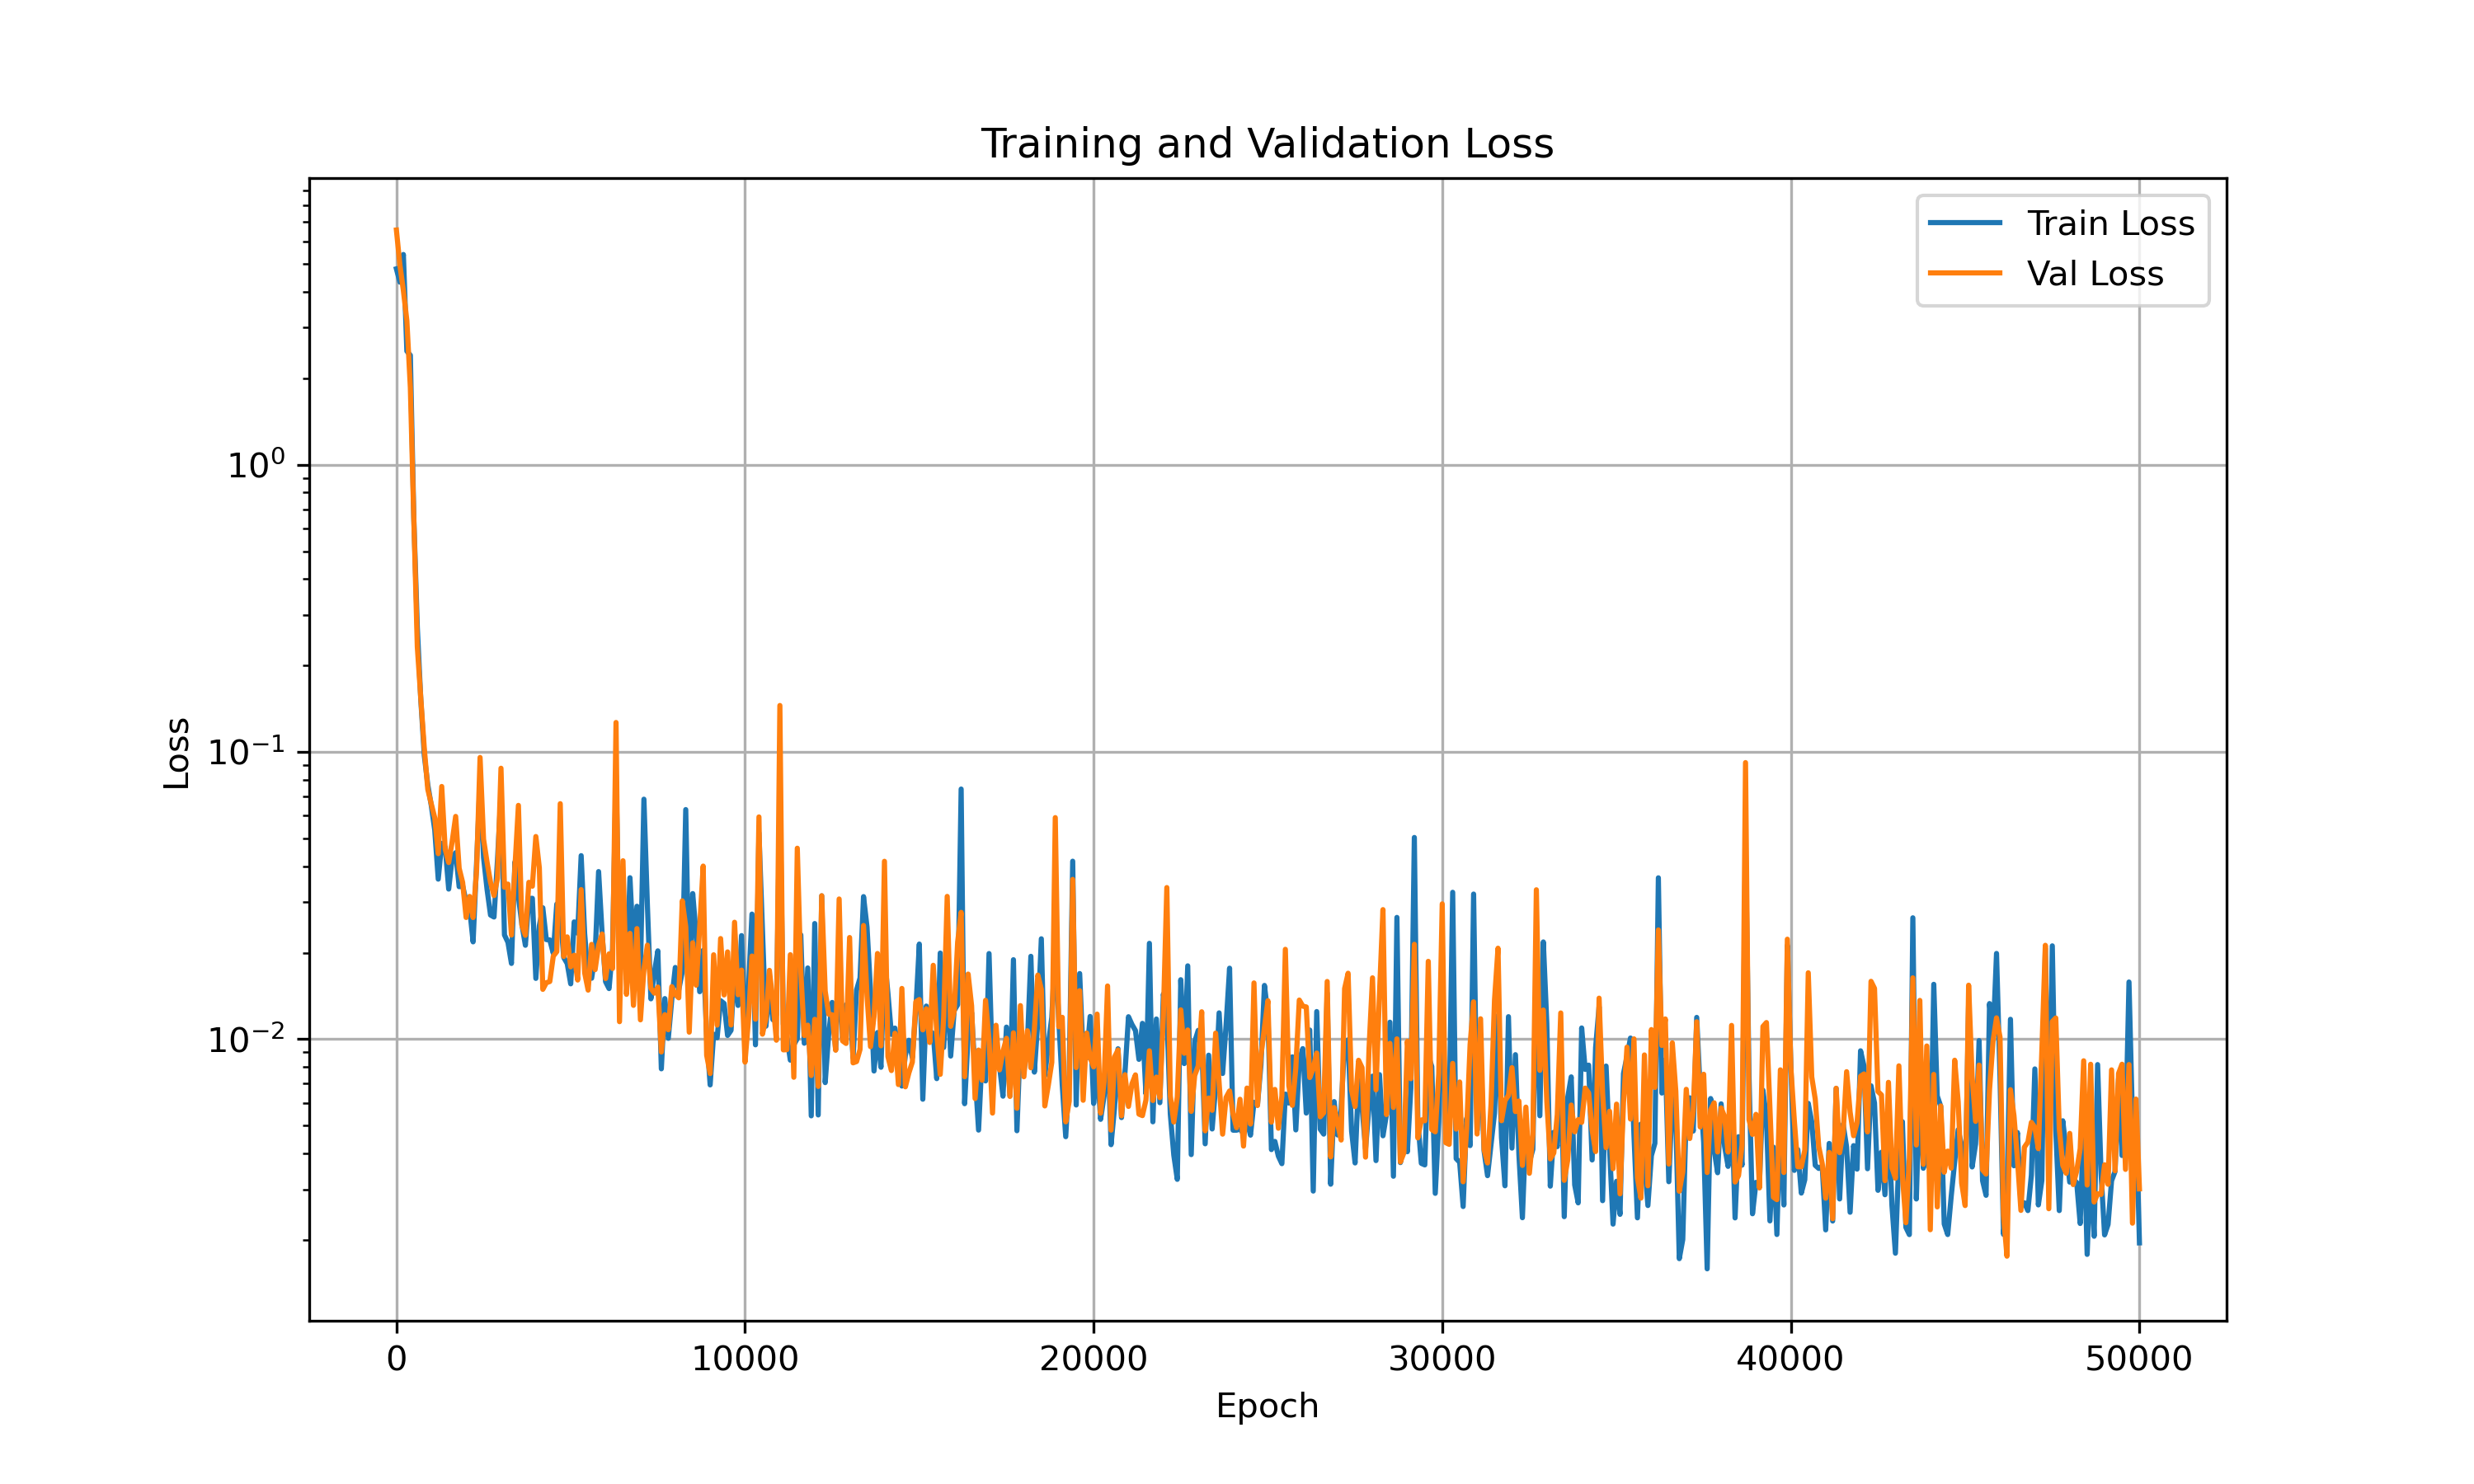 Training and Validation Loss
Train Loss
Val Loss
10⁰
10⁻¹
10⁻²
Loss
0 10000 20000 30000 40000 50000
Epoch